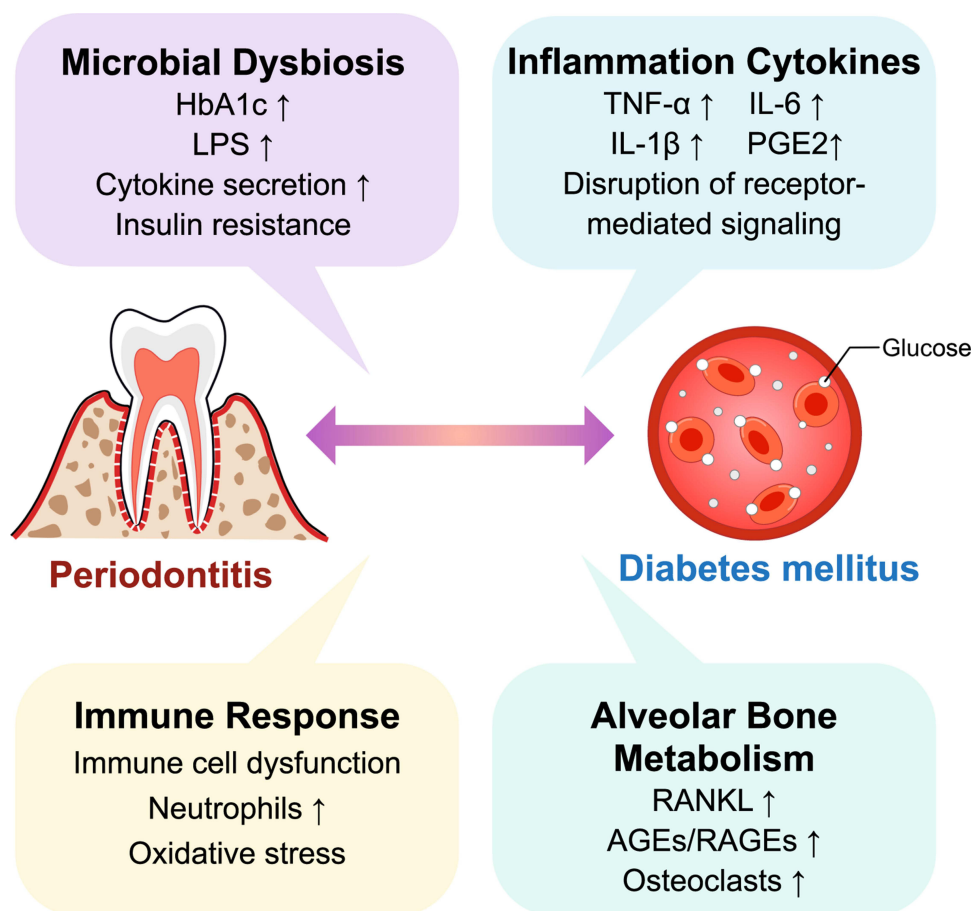 Microbial Dysbiosis
HbA1c ↑
LPS ↑
Cytokine secretion ↑
Insulin resistance
Inflammation Cytokines
TNF-α ↑ IL-6 ↑
IL-1β ↑ PGE2↑
Disruption of receptor-
mediated signaling
Glucose
Periodontitis
Diabetes mellitus
Immune Response
Immune cell dysfunction
Neutrophils ↑
Oxidative stress
Alveolar Bone
Metabolism
RANKL ↑
AGEs/RAGEs ↑
Osteoclasts ↑